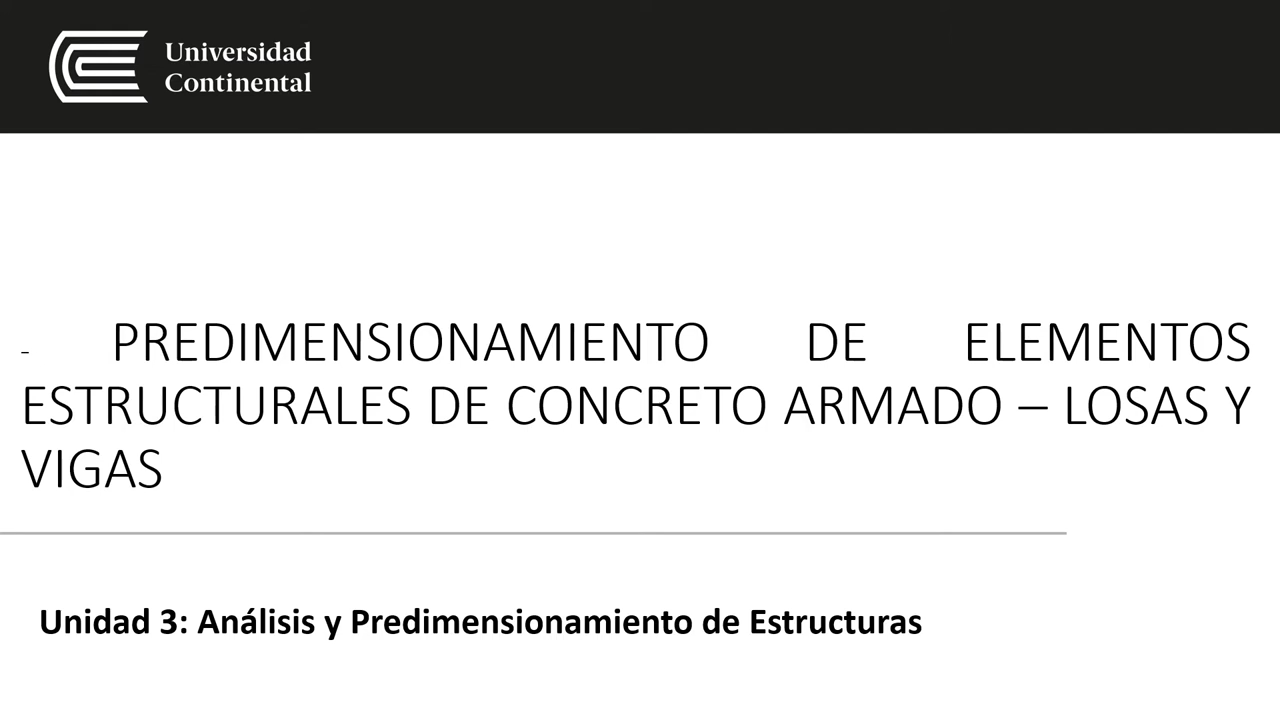 Universidad
Continental
- PREDIMENSIONAMIENTO DE ELEMENTOS
ESTRUCTURALES DE CONCRETO ARMADO – LOSAS Y
VIGAS
Unidad 3: Análisis y Predimensionamiento de Estructuras